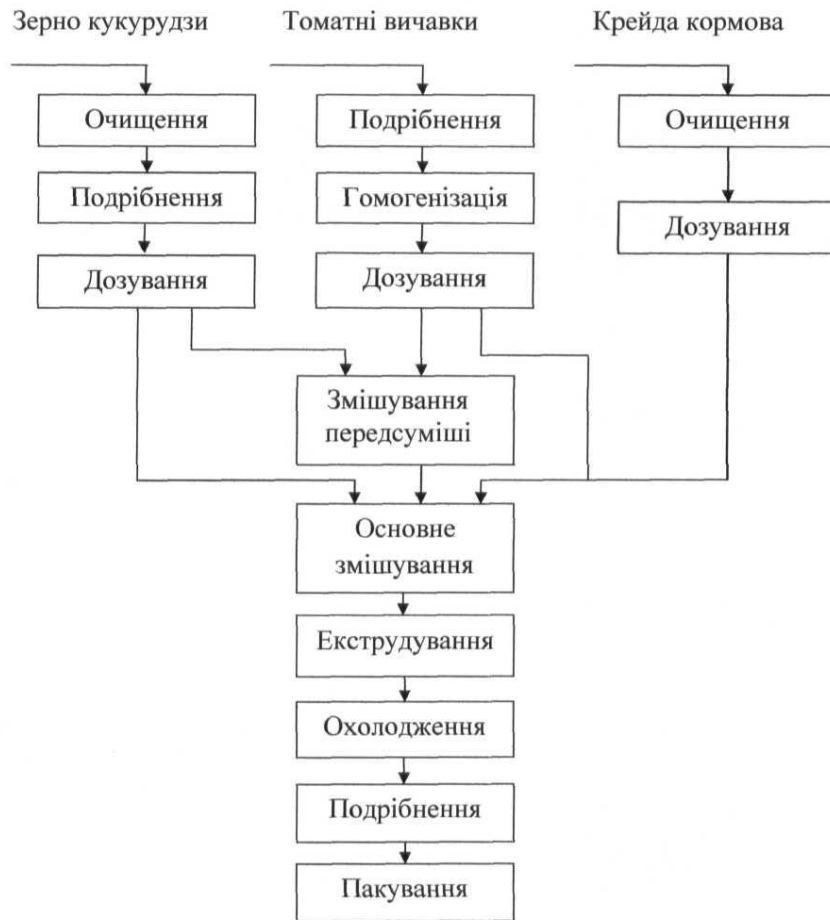 Зерно кукурудзи
Томатні вичавки
Крейда кормова
Очищення
Подрібнення
Очищення
Подрібнення
Гомогенізація
Дозування
Дозування
Дозування
Змішування
передсуміші
Основне
змішування
Екструдування
Охолодження
Подрібнення
Пакування